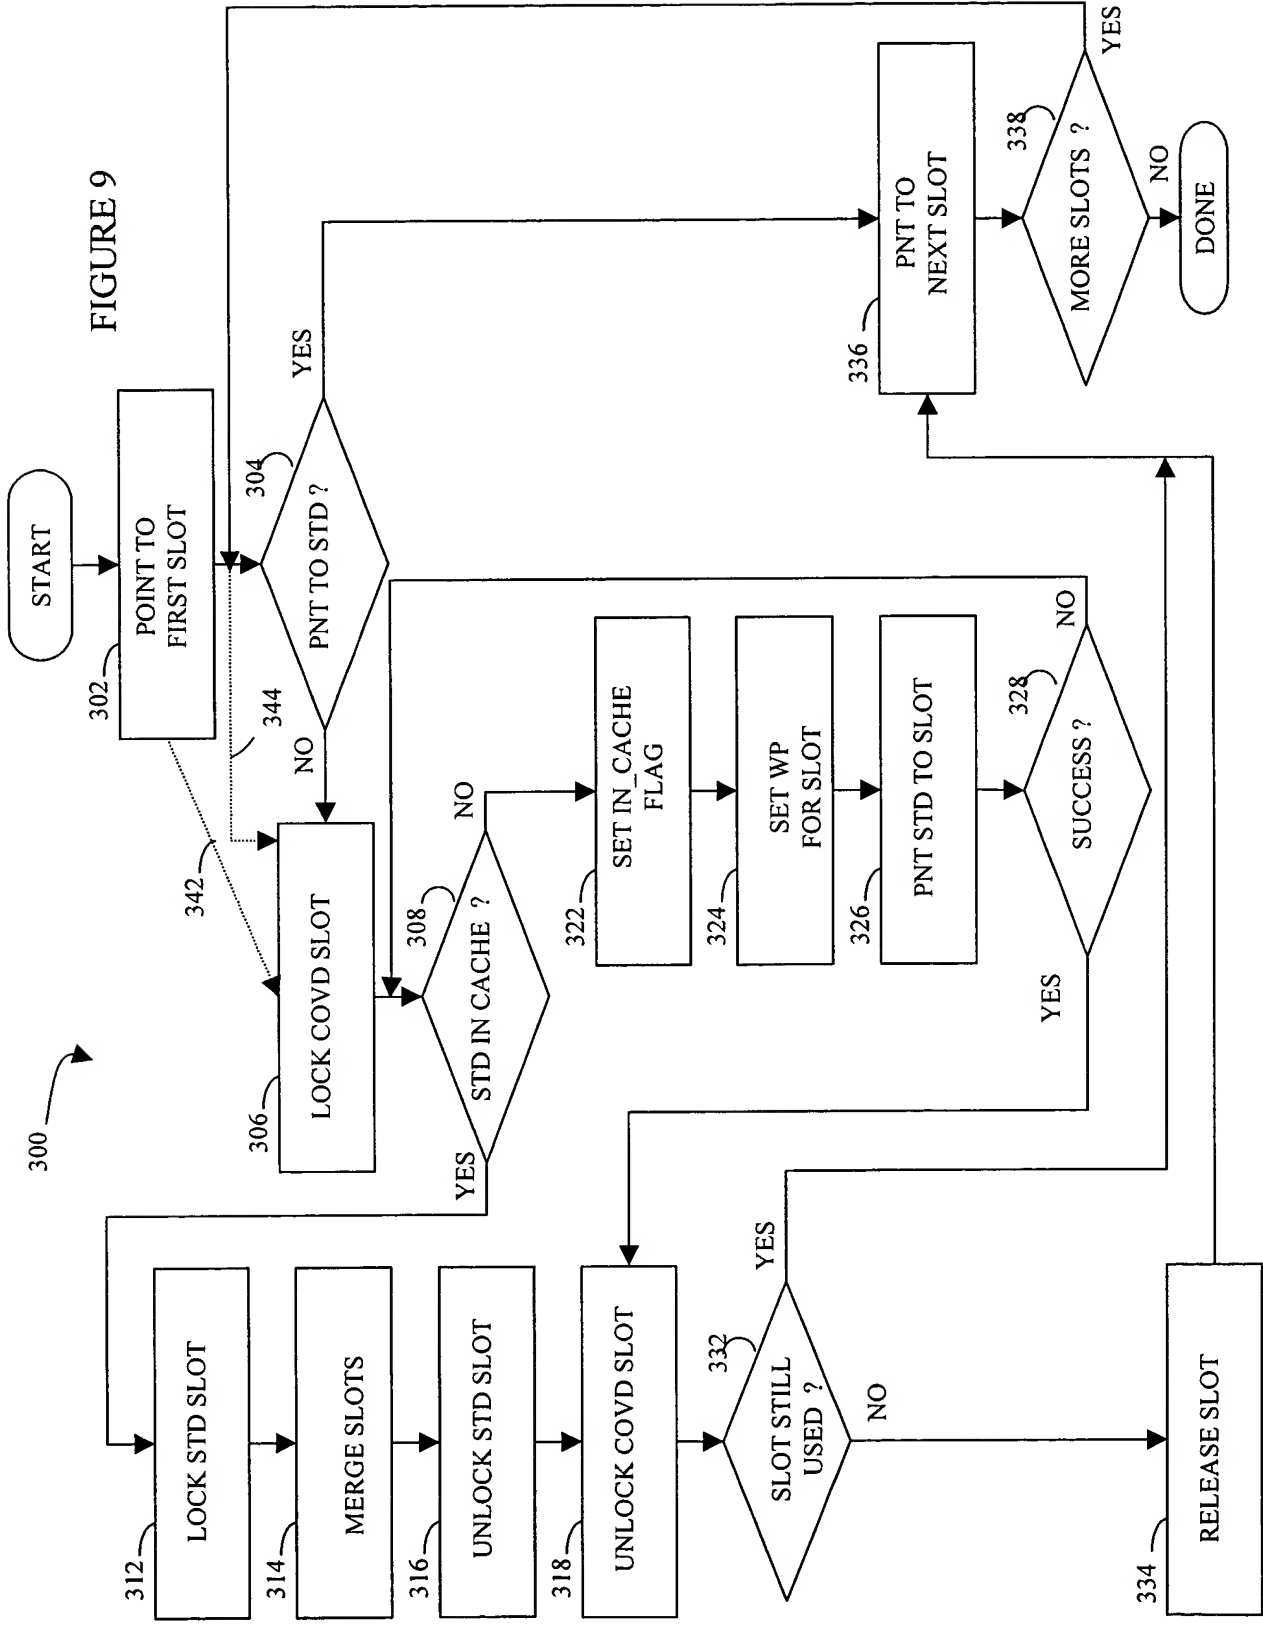 FIGURE 9
300
START
302
POINT TO
FIRST SLOT
342
344
304
PNT TO STD ?
YES
NO
306
LOCK COVD SLOT
308
STD IN CACHE ?
YES
NO
312
LOCK STD SLOT
314
MERGE SLOTS
316
UNLOCK STD SLOT
318
UNLOCK COVD SLOT
322
SET IN_CACHE
FLAG
324
SET WP
FOR SLOT
326
PNT STD TO SLOT
328
SUCCESS ?
NO
YES
332
SLOT STILL
USED ?
YES
NO
334
RELEASE SLOT
336
PNT TO
NEXT SLOT
338
MORE SLOTS ?
YES
NO
DONE